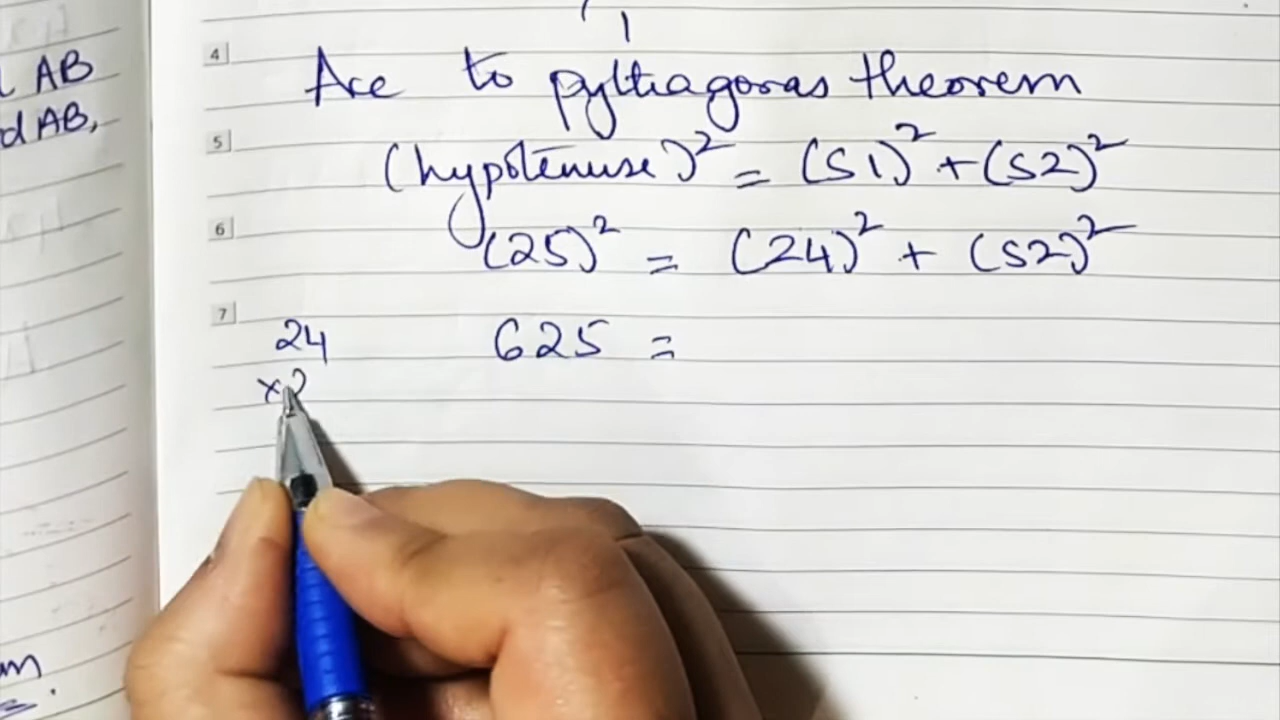 AB
d AB,
4
Acc to pythagoras theorem
5
(hypotenuse)² = (S1)² + (S2)²
6
(25)² = (24)² + (S2)²
7
24
625 =
×2